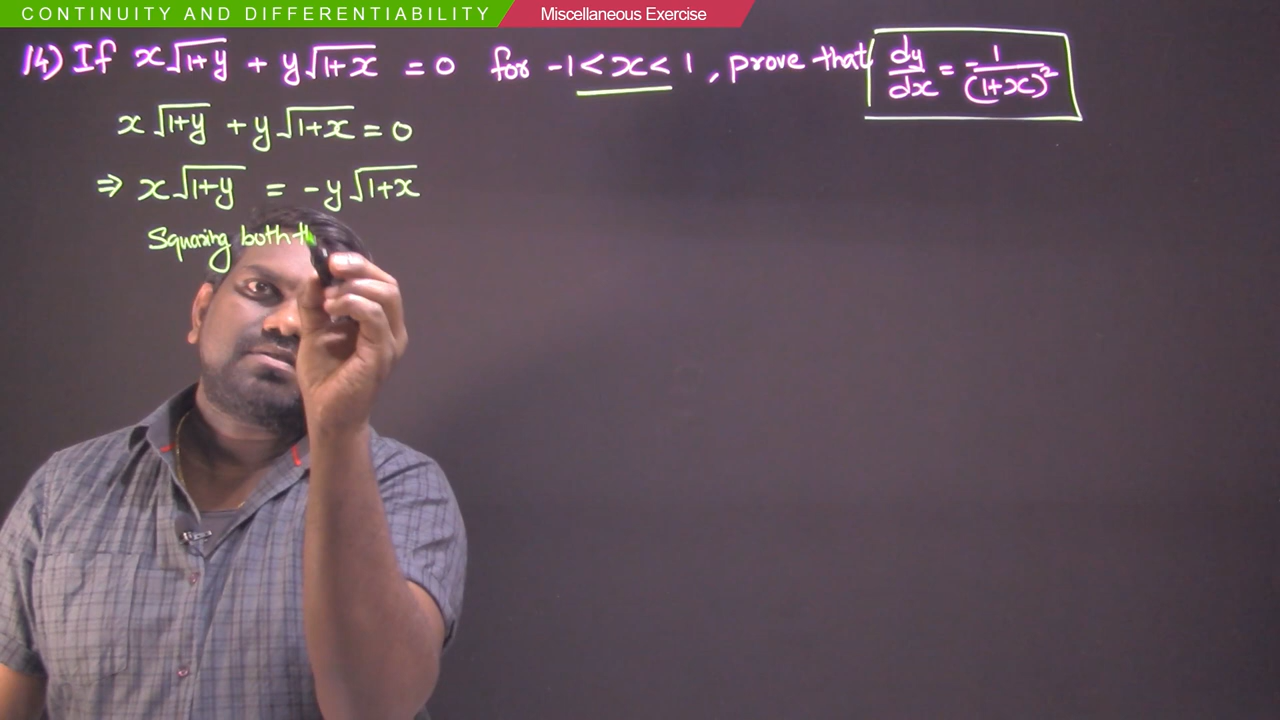 CONTINUITY AND DIFFERENTIABILITY
Miscellaneous Exercise
14) If x√1+y + y√1+x = 0 for -1 < x < 1, prove that dy/dx = -1/(1+x)²
x√1+y + y√1+x = 0
⇒ x√1+y = -y√1+x
Squaring both th